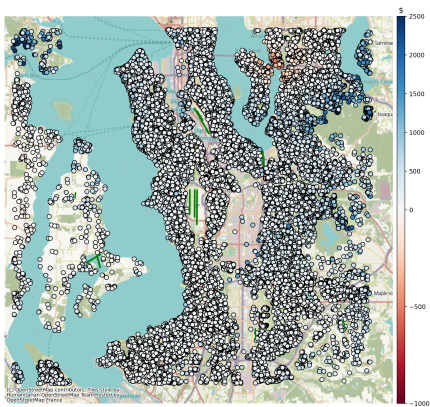 $
2500
2000
1500
1000
500
0
−500
−1000
Samma
Issaqua
Maple V
(C) OpenStreetMap contributors, Tiles style by
Humanitarian OpenStreetMap Team hosted by
OpenStreetMap France